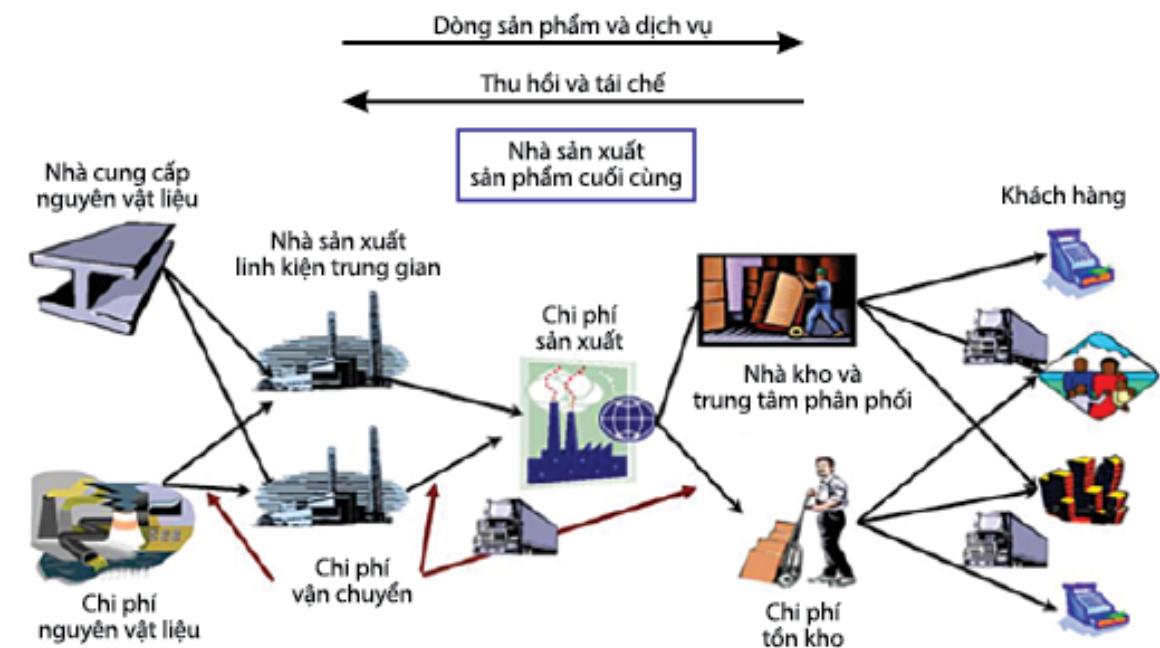 Dòng sản phẩm và dịch vụ
Thu hồi và tái chế
Nhà sản xuất
sản phẩm cuối cùng
Nhà cung cấp
nguyên vật liệu
Khách hàng
Nhà sản xuất
linh kiện trung gian
Chi phí
sản xuất
Nhà kho và
trung tâm phân phối
Chi phí
vận chuyển
Chi phí
nguyên vật liệu
Chi phí
tồn kho